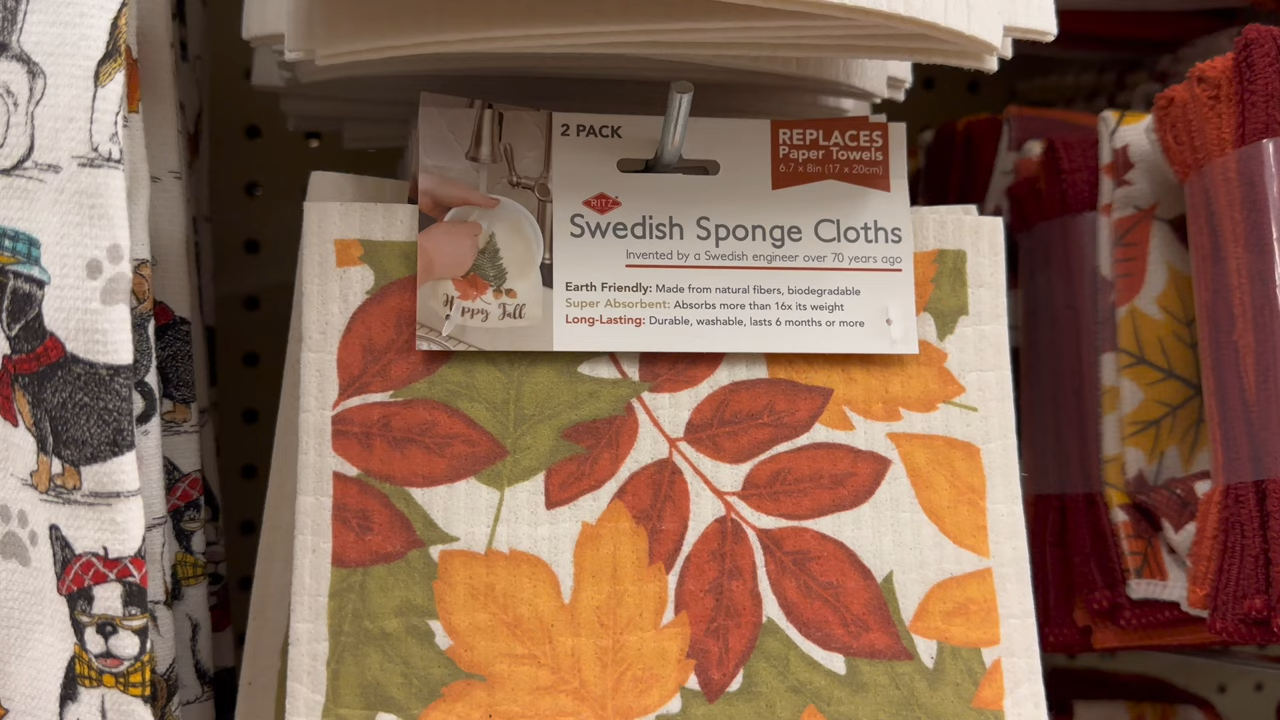 2 PACK
REPLACES
Paper Towels
6.7 x 8in (17 x 20cm)
RITZ
Swedish Sponge Cloths
Invented by a Swedish engineer over 70 years ago
Earth Friendly: Made from natural fibers, biodegradable
Super Absorbent: Absorbs more than 16x its weight
Long-Lasting: Durable, washable, lasts 6 months or more
Happy Fall